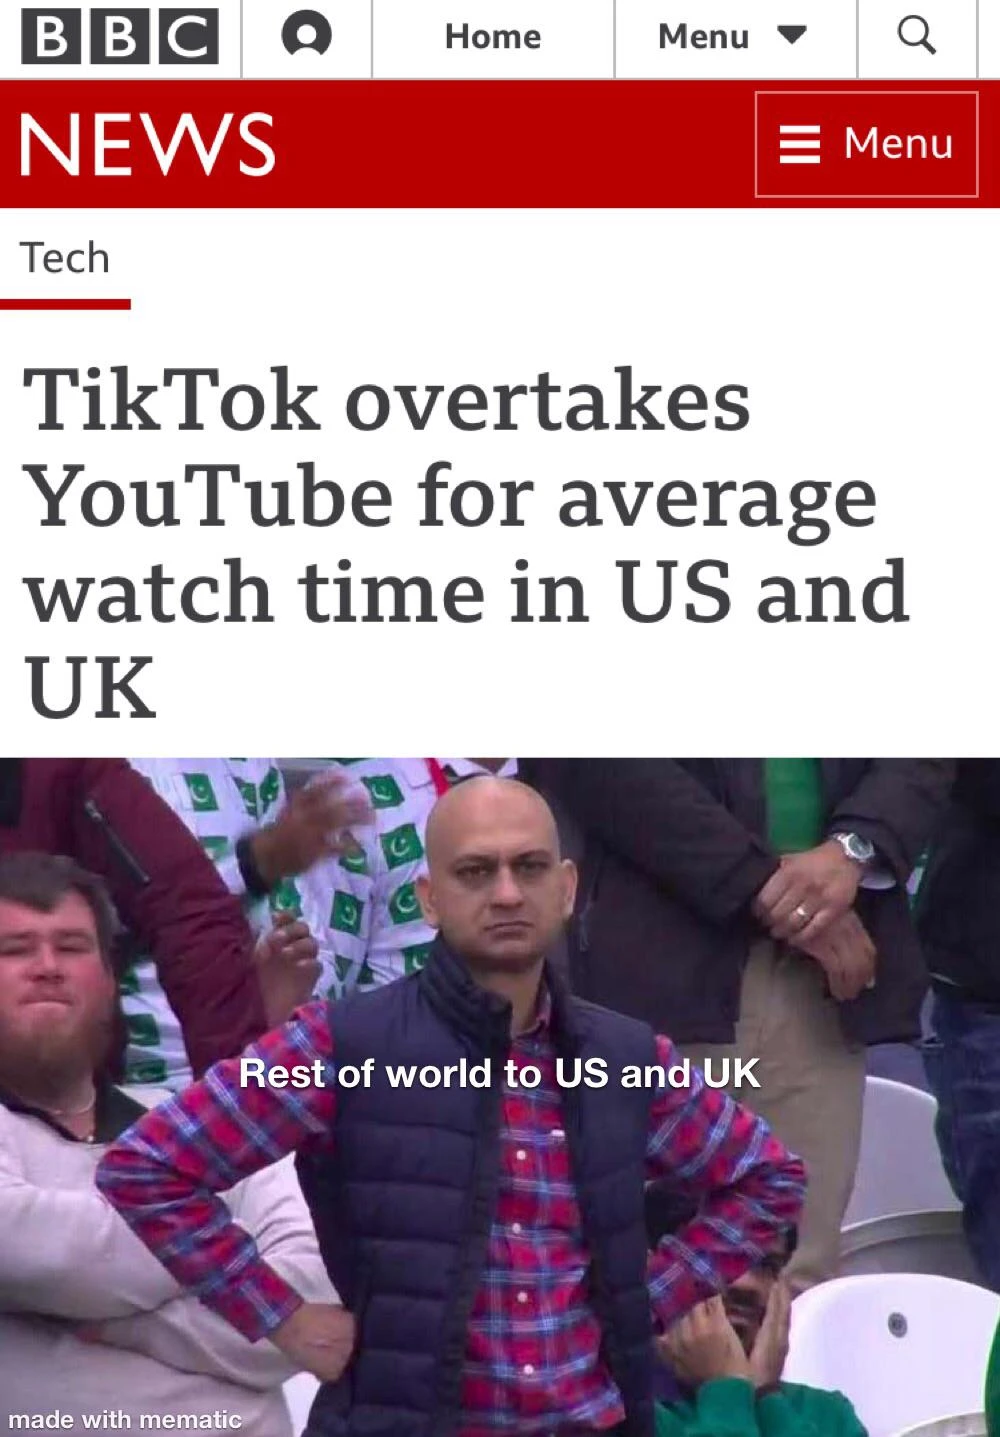 BBC Home Menu
NEWS Menu
Tech
TikTok overtakes
YouTube for average
watch time in US and
UK
Rest of world to US and UK
made with mematic